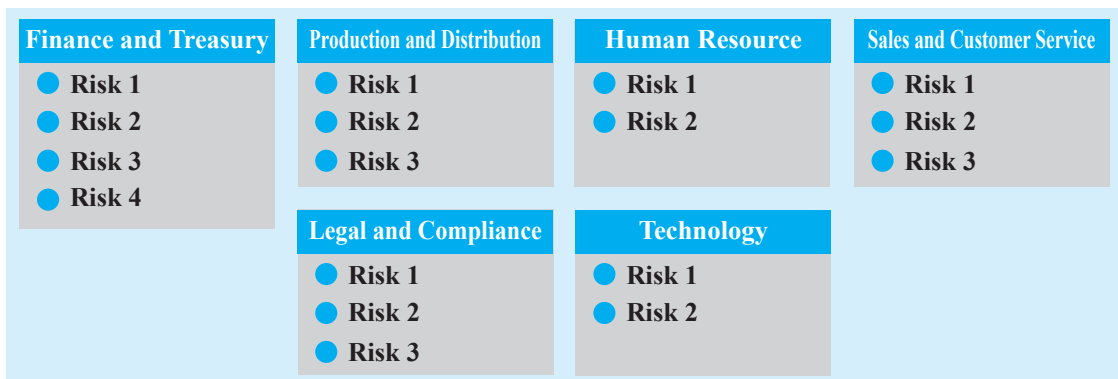 Finance and Treasury
Risk 1
Risk 2
Risk 3
Risk 4
Production and Distribution
Risk 1
Risk 2
Risk 3
Human Resource
Risk 1
Risk 2
Sales and Customer Service
Risk 1
Risk 2
Risk 3
Legal and Compliance
Risk 1
Risk 2
Risk 3
Technology
Risk 1
Risk 2